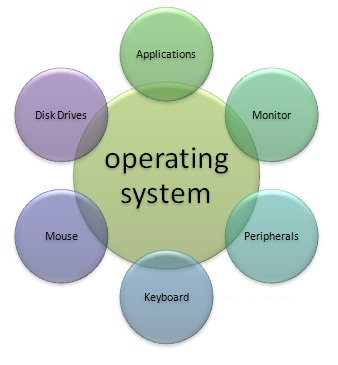 Applications
Disk Drives
Monitor
operating
system
Mouse
Peripherals
Keyboard